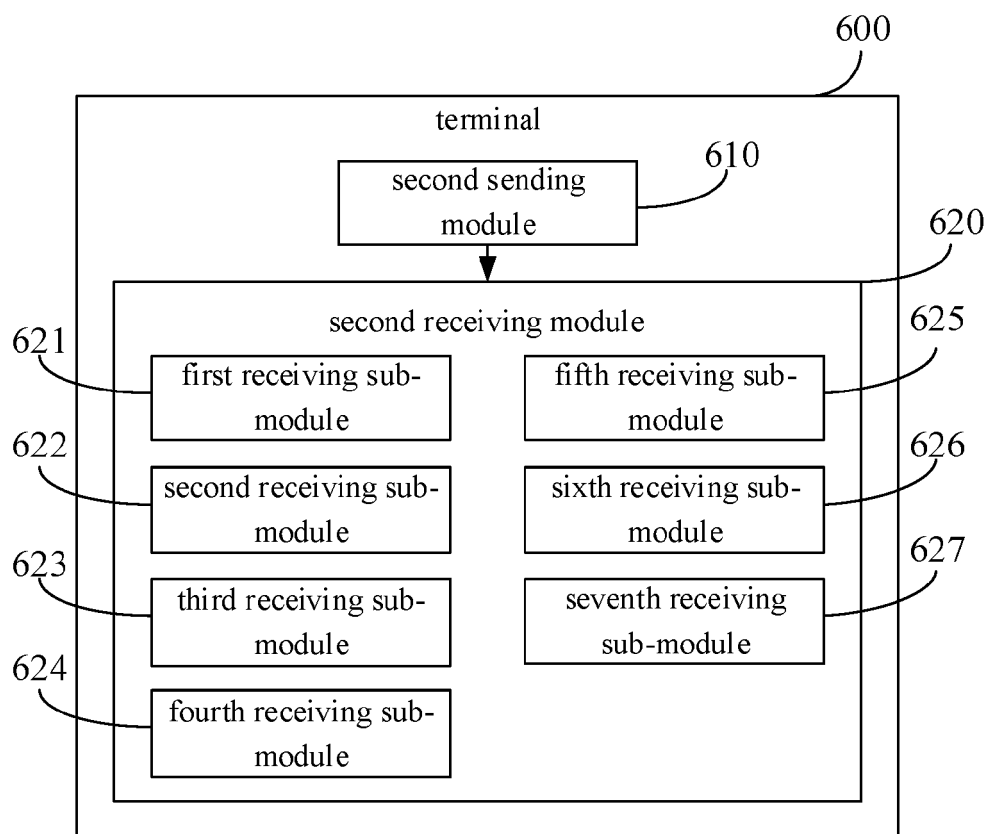 600
terminal
610
second sending
module
620
second receiving module
621
first receiving sub-
module
625
fifth receiving sub-
module
622
second receiving sub-
module
626
sixth receiving sub-
module
623
third receiving sub-
module
627
seventh receiving
sub-module
624
fourth receiving sub-
module